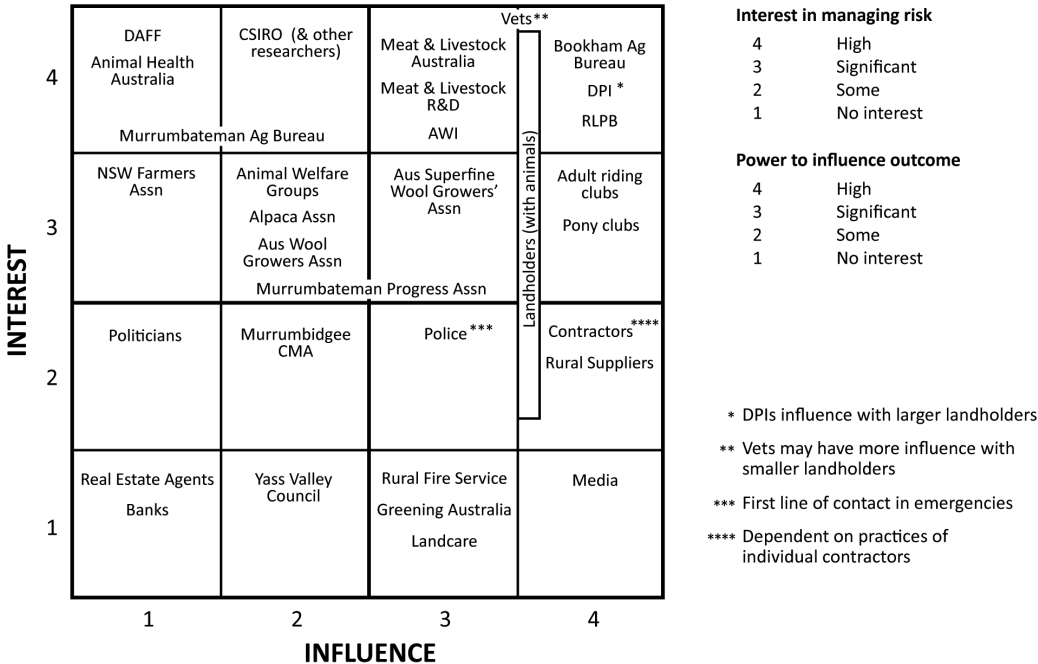 Vets**
DAFF
Animal Health
Australia
CSIRO (& other
researchers)
Murrumbateman Ag Bureau
Meat & Livestock
Australia
Meat & Livestock
R&D
AWI
Bookham Ag
Bureau
DPI *
RLPB
Landholders (with animals)
NSW Farmers
Assn
Animal Welfare
Groups
Alpaca Assn
Aus Wool
Growers Assn
Murrumbateman Progress Assn
Aus Superfine
Wool Growers’
Assn
Adult riding
clubs
Pony clubs
Politicians
Murrumbidgee
CMA
Police ***
Contractors****
Rural Suppliers
Real Estate Agents
Banks
Yass Valley
Council
Rural Fire Service
Greening Australia
Landcare
Media
INTEREST
4
3
2
1
1 2 3 4
INFLUENCE
Interest in managing risk
4 High
3 Significant
2 Some
1 No interest
Power to influence outcome
4 High
3 Significant
2 Some
1 No interest
* DPIs influence with larger landholders
** Vets may have more influence with
smaller landholders
*** First line of contact in emergencies
**** Dependent on practices of
individual contractors